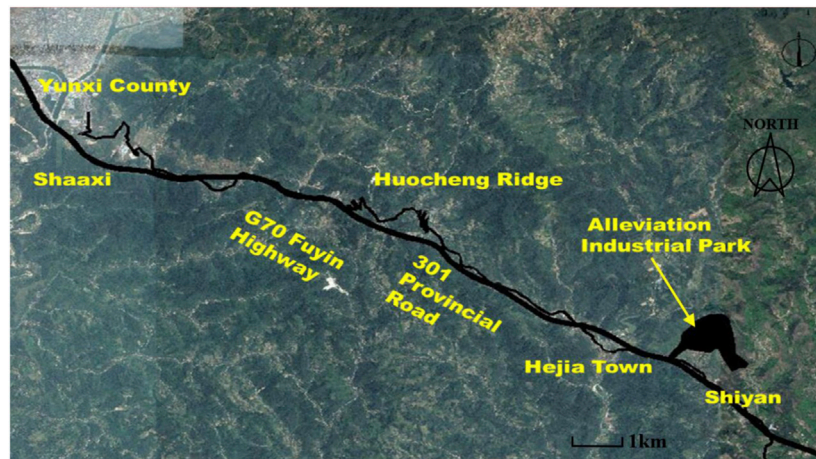 Yunxi County
NORTH
Shaaxi
Huocheng Ridge
Alleviation
Industrial Park
G70 Fuyin
Highway
301
Provincial
Road
Hejia Town
Shiyan
1km